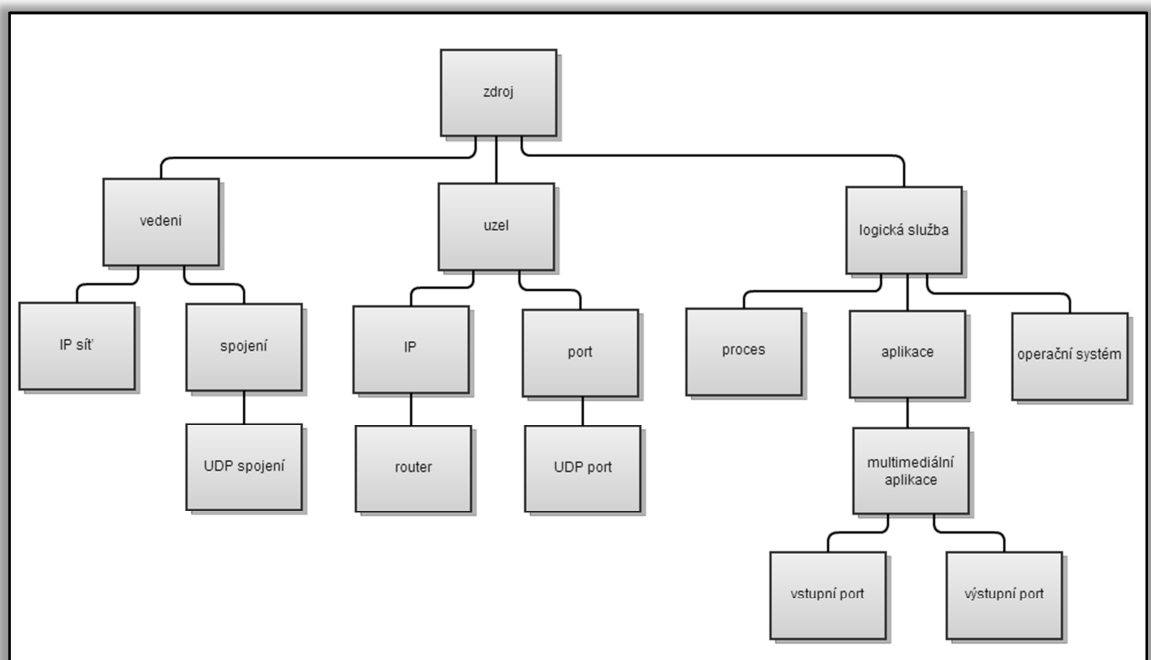 zdroj
vedeni
uzel
logická služba
IP síť
spojení
IP
port
proces
aplikace
operační systém
UDP spojení
router
UDP port
multimediální
aplikace
vstupní port
výstupní port